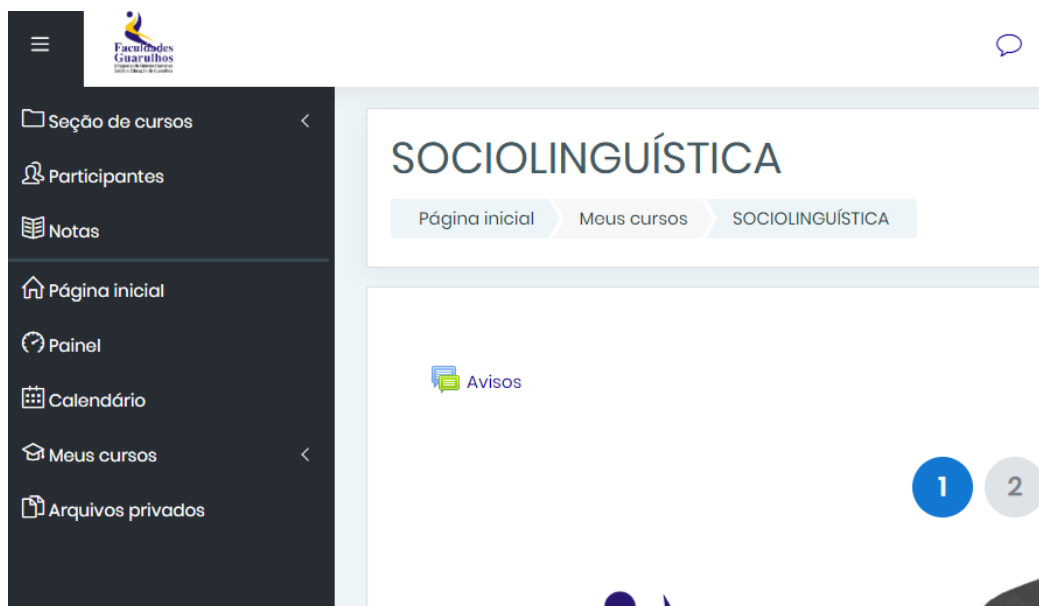 Faculdades
Guarulhos
Seção de cursos
Participantes
Notas
Página inicial
Painel
Calendário
Meus cursos
Arquivos privados
SOCIOLINGUÍSTICA
Página inicial Meus cursos SOCIOLINGUÍSTICA
Avisos
1 2